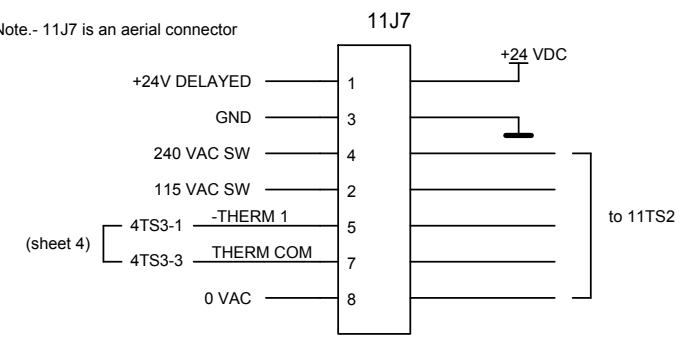 11J7
Note.- 11J7 is an aerial connector
+24 VDC
+24V DELAYED 1
GND 3
240 VAC SW 4
115 VAC SW 2
to 11TS2
4TS3-1 -THERM 1 5
(sheet 4)
4TS3-3 THERM COM 7
0 VAC 8